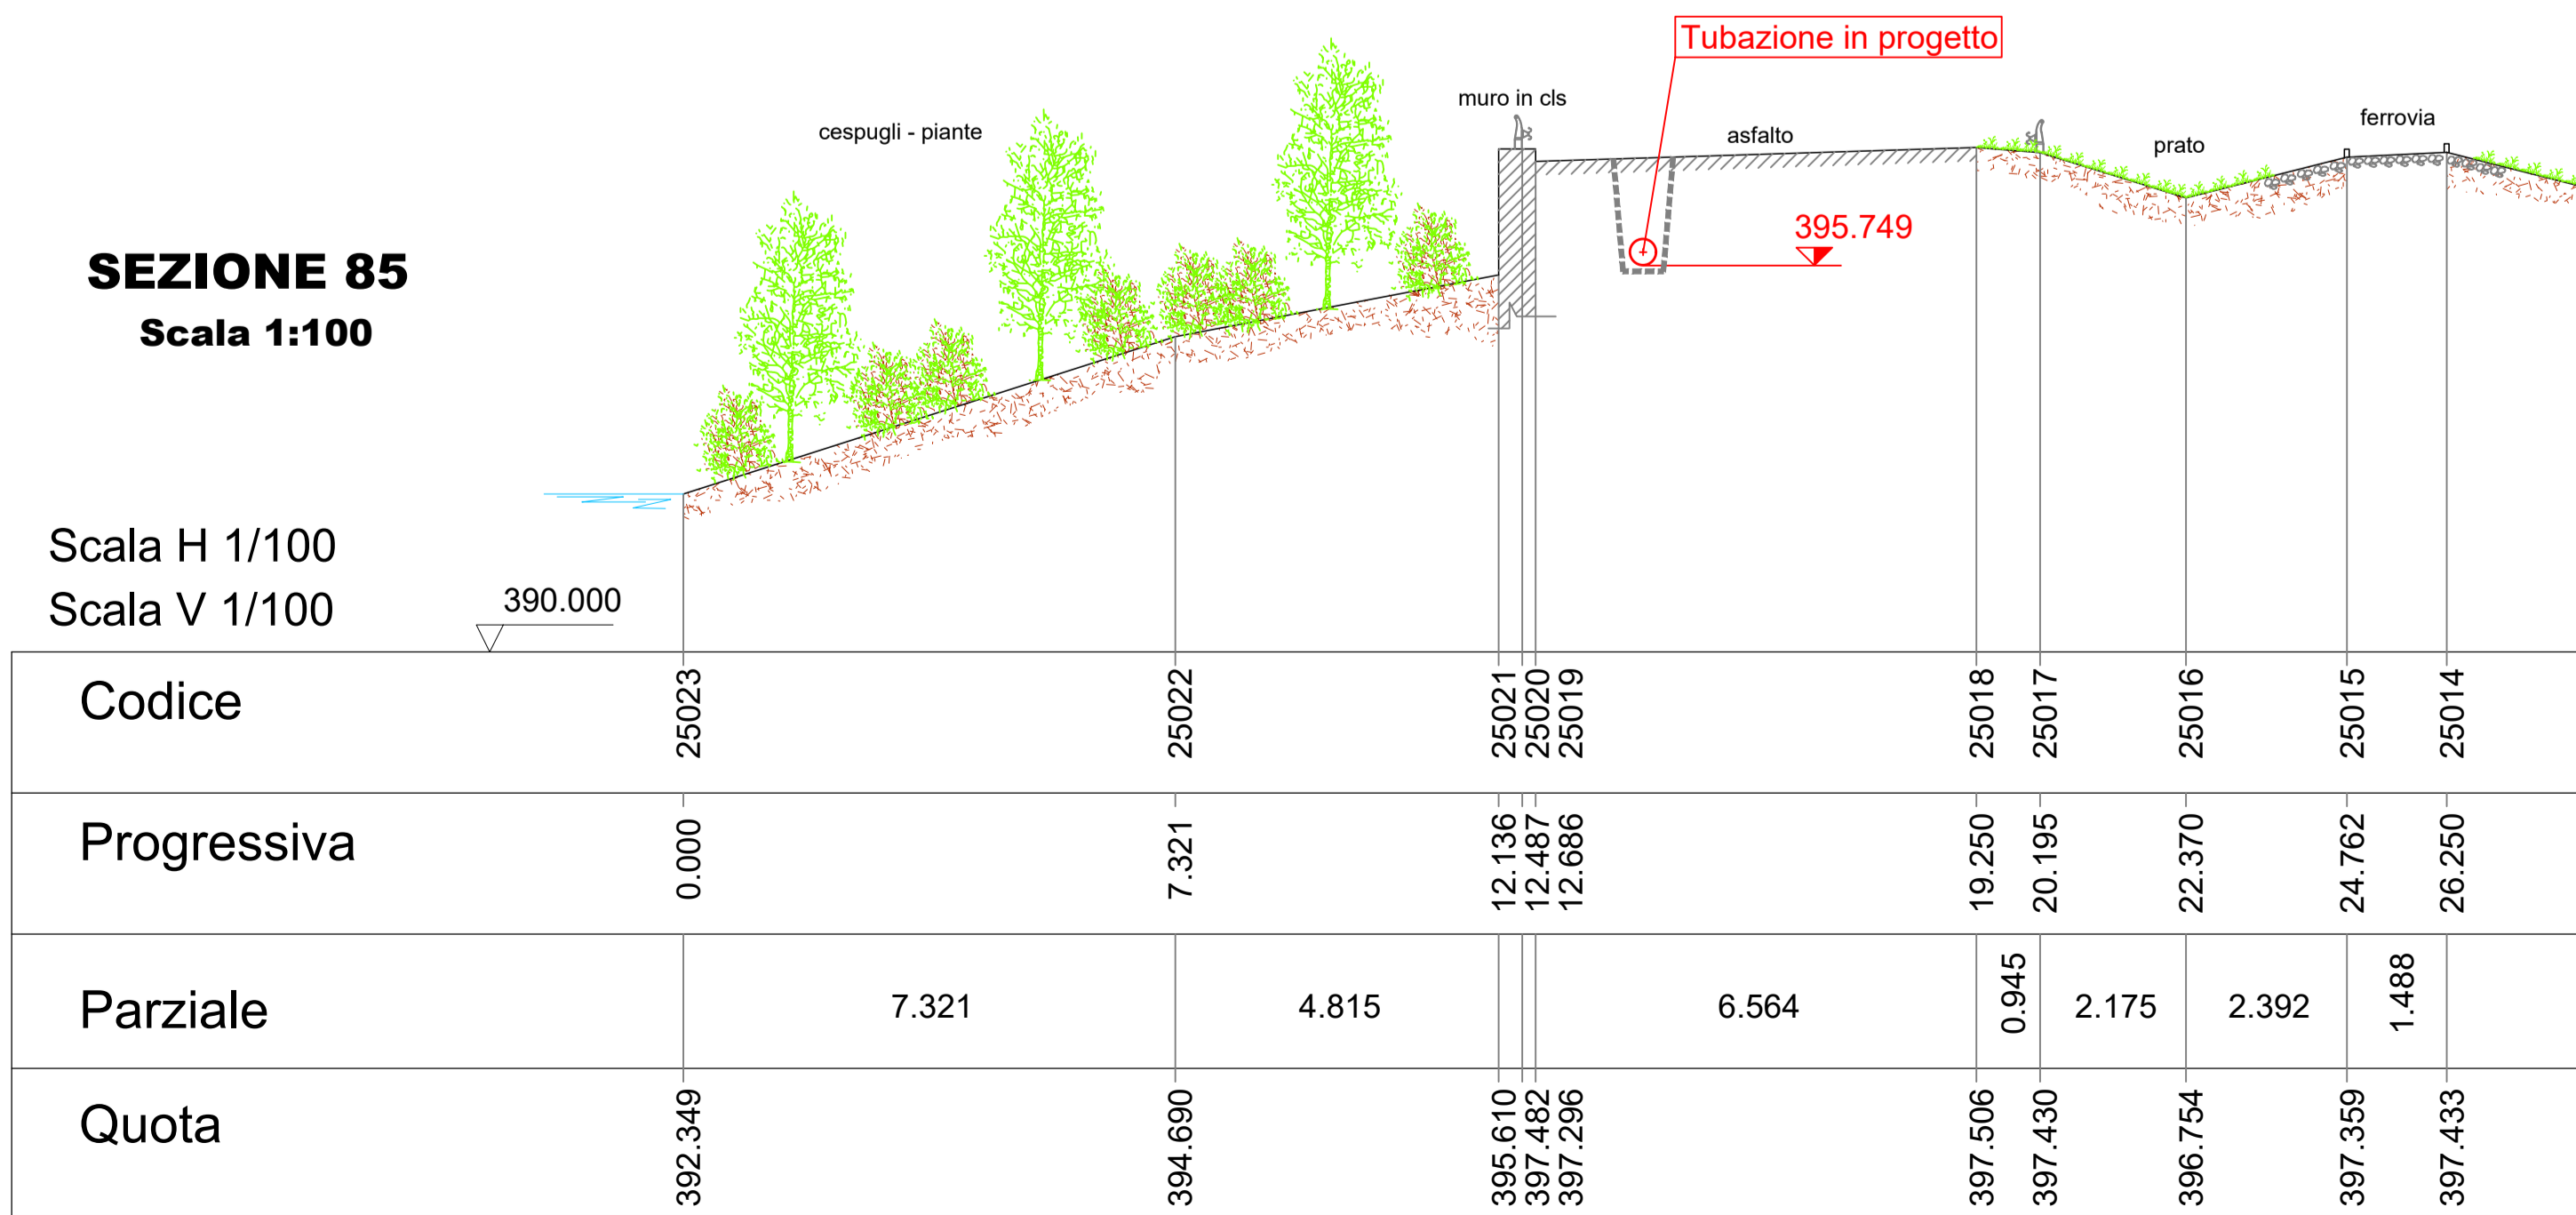 Tubazione in progetto
muro in cls
cespugli - piante
asfalto
ferrovia
prato
395.749
SEZIONE 85
Scala 1:100
Scala H 1/100
Scala V 1/100
390.000
Codice
25023
25022
25021
25020
25019
25018
25017
25016
25015
25014
Progressiva
0.000
7.321
12.136
12.487
12.686
19.250
20.195
22.370
24.762
26.250
Parziale
7.321
4.815
6.564
0.945
2.175
2.392
1.488
Quota
392.349
394.690
395.610
397.482
397.296
397.506
397.430
396.754
397.359
397.433